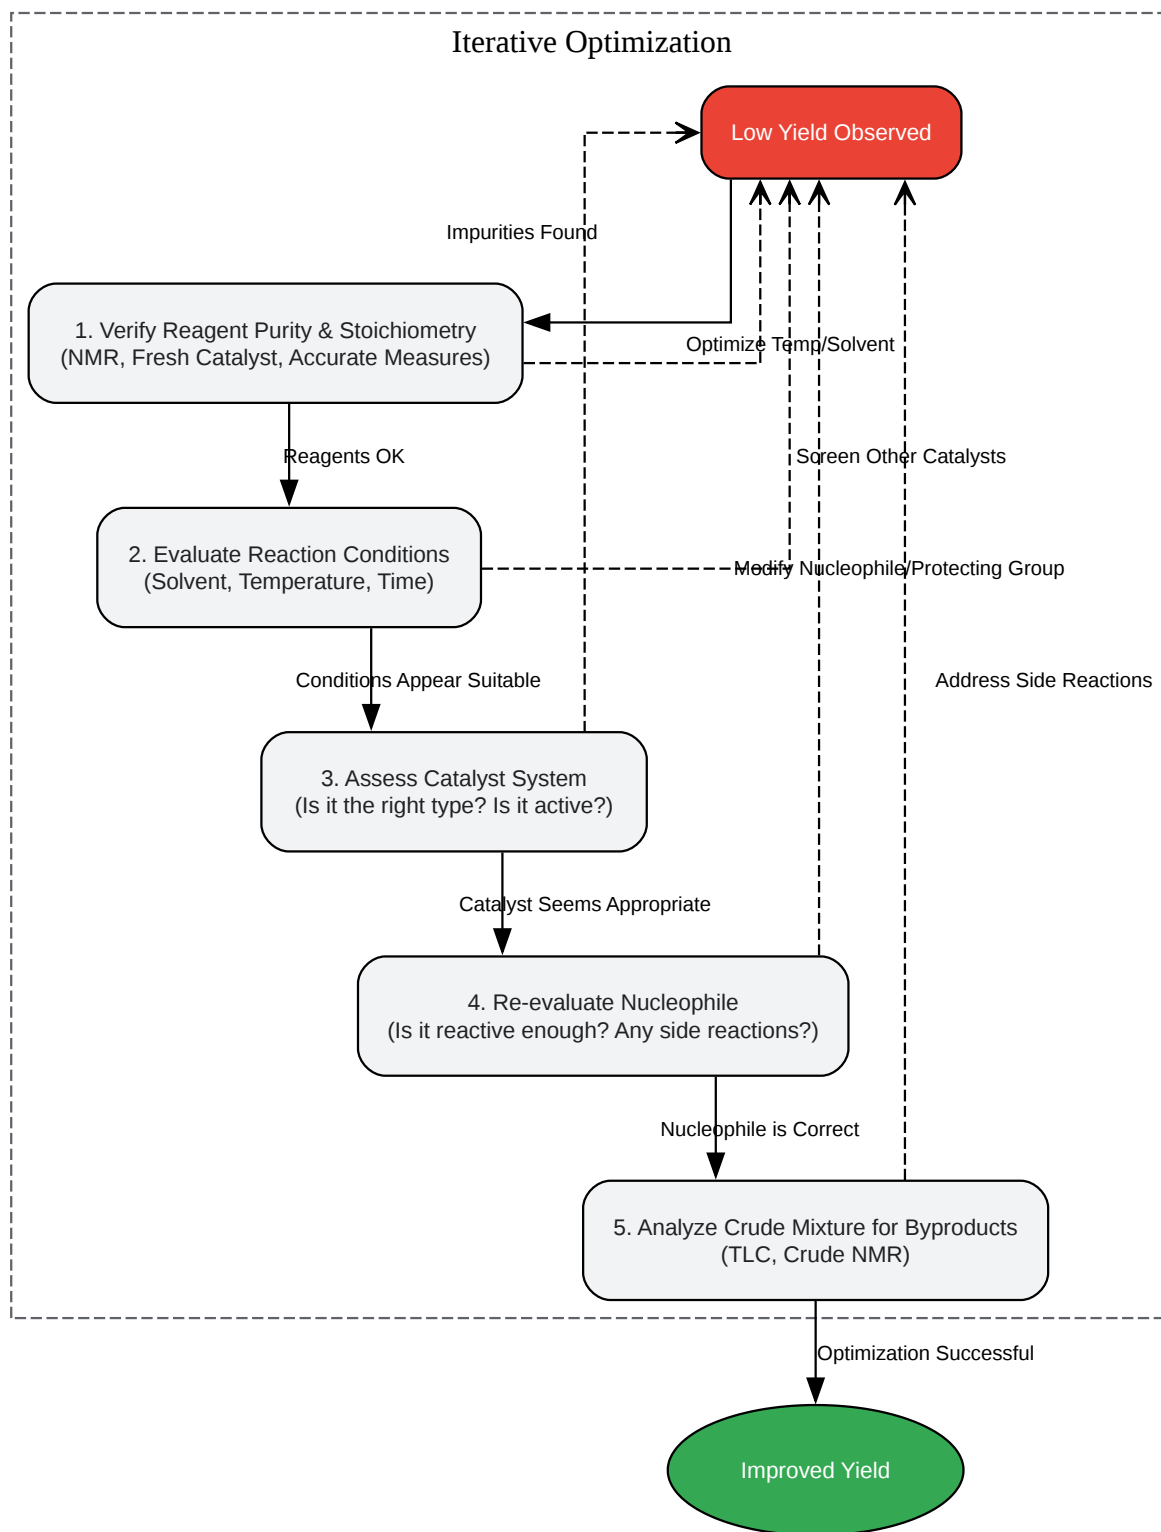 Iterative Optimization
Low Yield Observed
Impurities Found
1. Verify Reagent Purity & Stoichiometry
(NMR, Fresh Catalyst, Accurate Measures)
Optimize Temp/Solvent
Reagents OK
Screen Other Catalysts
2. Evaluate Reaction Conditions
(Solvent, Temperature, Time)
Modify Nucleophile/Protecting Group
Conditions Appear Suitable
Address Side Reactions
3. Assess Catalyst System
(Is it the right type? Is it active?)
Catalyst Seems Appropriate
4. Re-evaluate Nucleophile
(Is it reactive enough? Any side reactions?)
Nucleophile is Correct
5. Analyze Crude Mixture for Byproducts
(TLC, Crude NMR)
Optimization Successful
Improved Yield